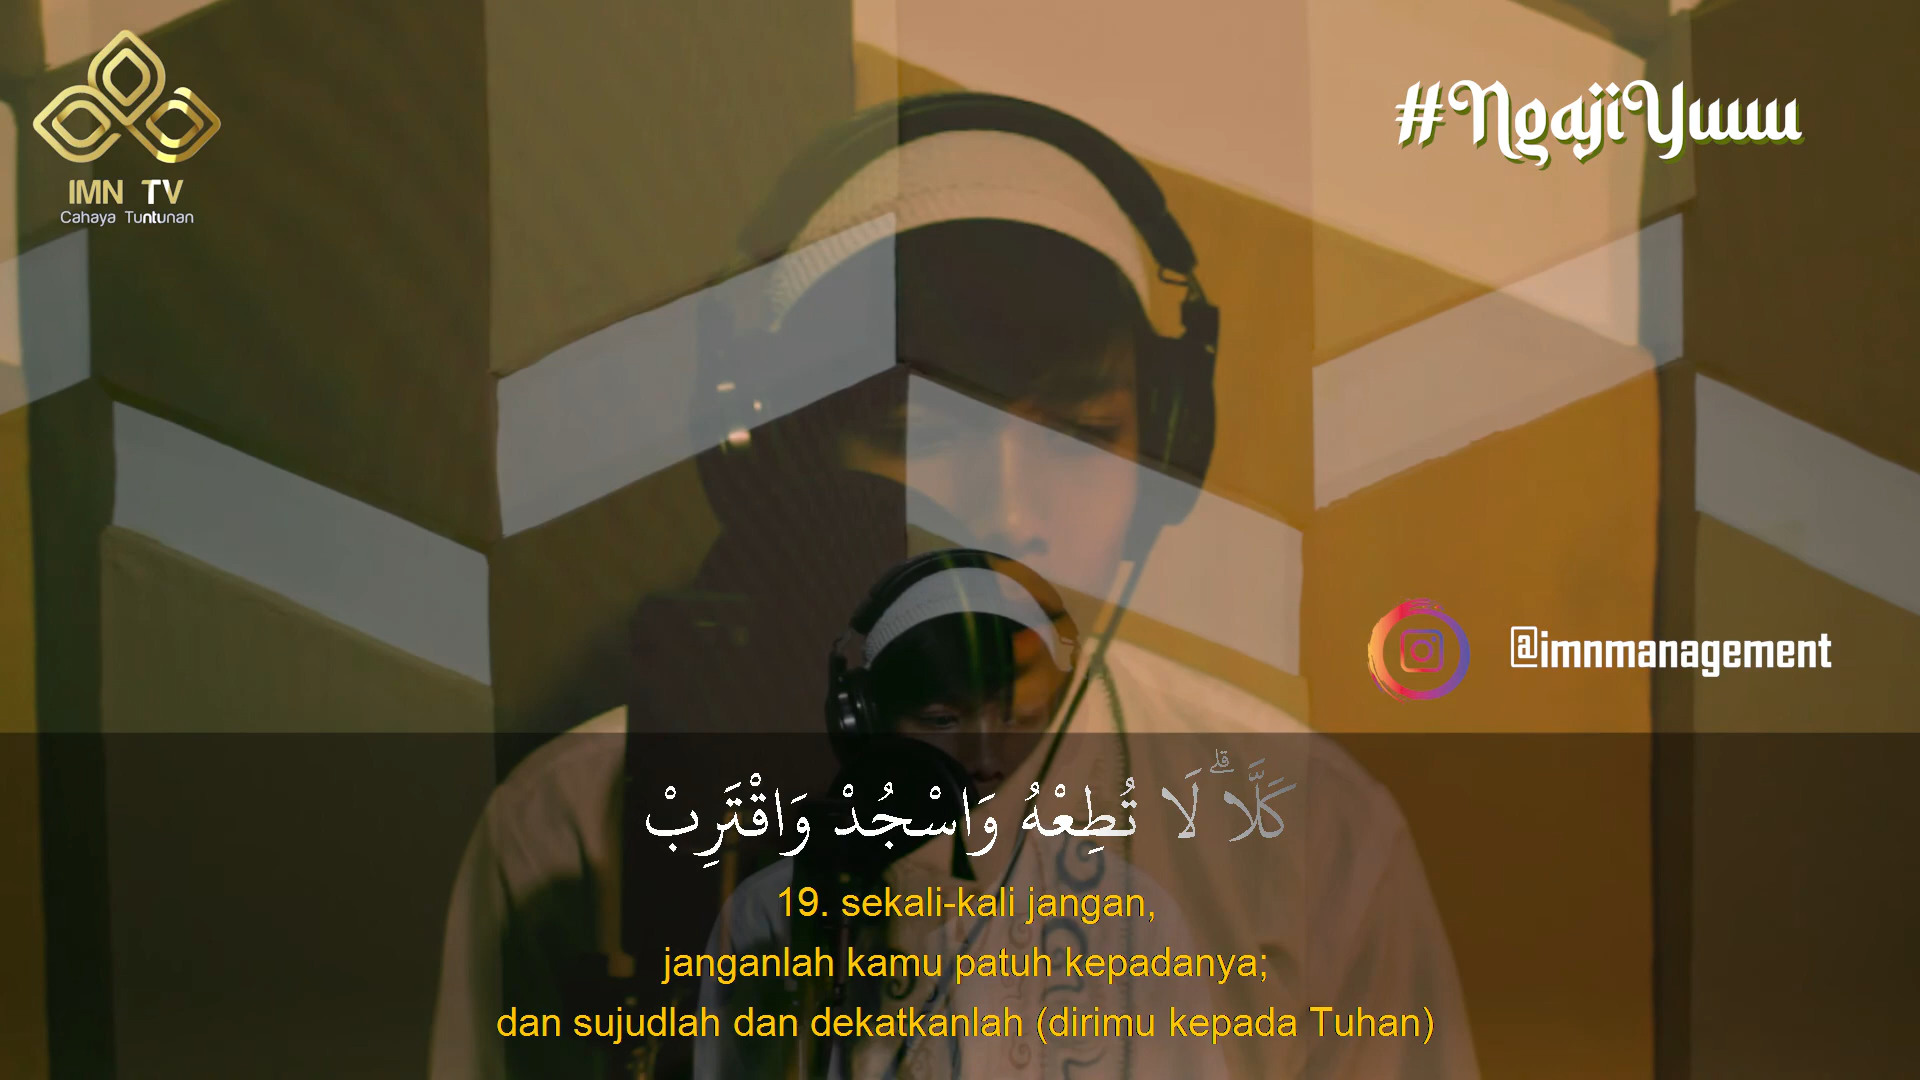 IMN TV
Cahaya Tuntunan
#NgajiYuuu
@imnmanagement
كَلَّاۗ لَا تُطِعْهُ وَاسْجُدْ وَاقْتَرِبْ
19. sekali-kali jangan,
janganlah kamu patuh kepadanya;
dan sujudlah dan dekatkanlah (dirimu kepada Tuhan)